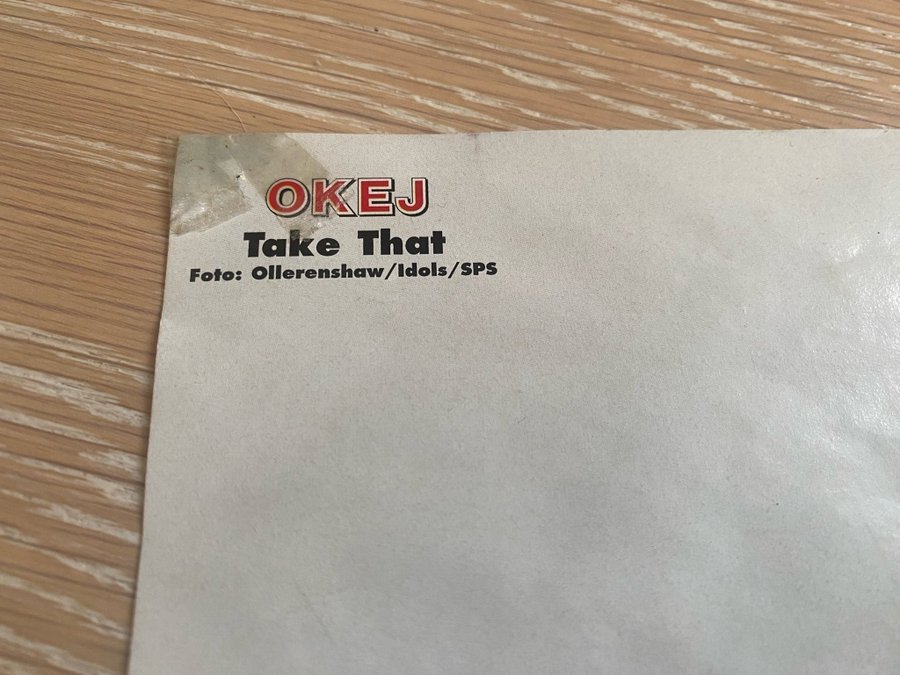 OKEJ
Take That
Foto: Ollerenshaw/Idols/SPS